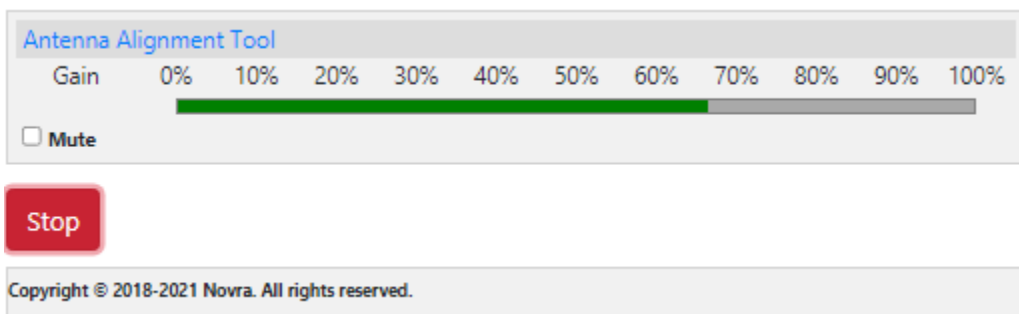 Antenna Alignment Tool
Gain 0% 10% 20% 30% 40% 50% 60% 70% 80% 90% 100%
Mute
Stop
Copyright © 2018-2021 Novra. All rights reserved.